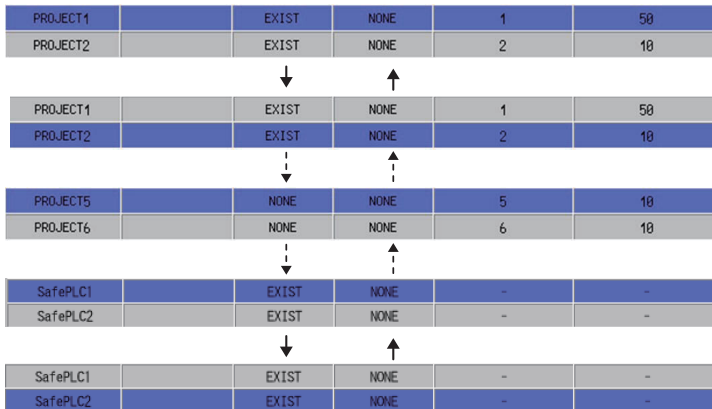 PROJECT1 EXIST NONE 1 50
PROJECT2 EXIST NONE 2 10
PROJECT1 EXIST NONE 1 50
PROJECT2 EXIST NONE 2 10
PROJECT5 NONE NONE 5 10
PROJECT6 NONE NONE 6 10
SafePLC1 EXIST NONE - -
SafePLC2 EXIST NONE - -
SafePLC1 EXIST NONE - -
SafePLC2 EXIST NONE - -